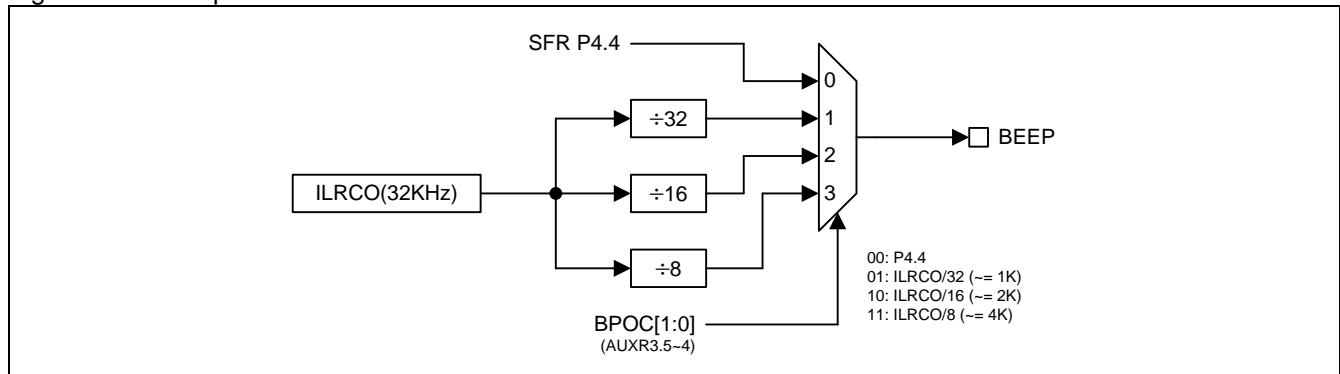 SFR P4.4
0
÷32
1
BEEP
2
ILRCO(32KHz)
÷16
3
÷8
00: P4.4
01: ILRCO/32 (~= 1K)
10: ILRCO/16 (~= 2K)
11: ILRCO/8 (~= 4K)
BPOC[1:0]
(AUXR3.5~4)